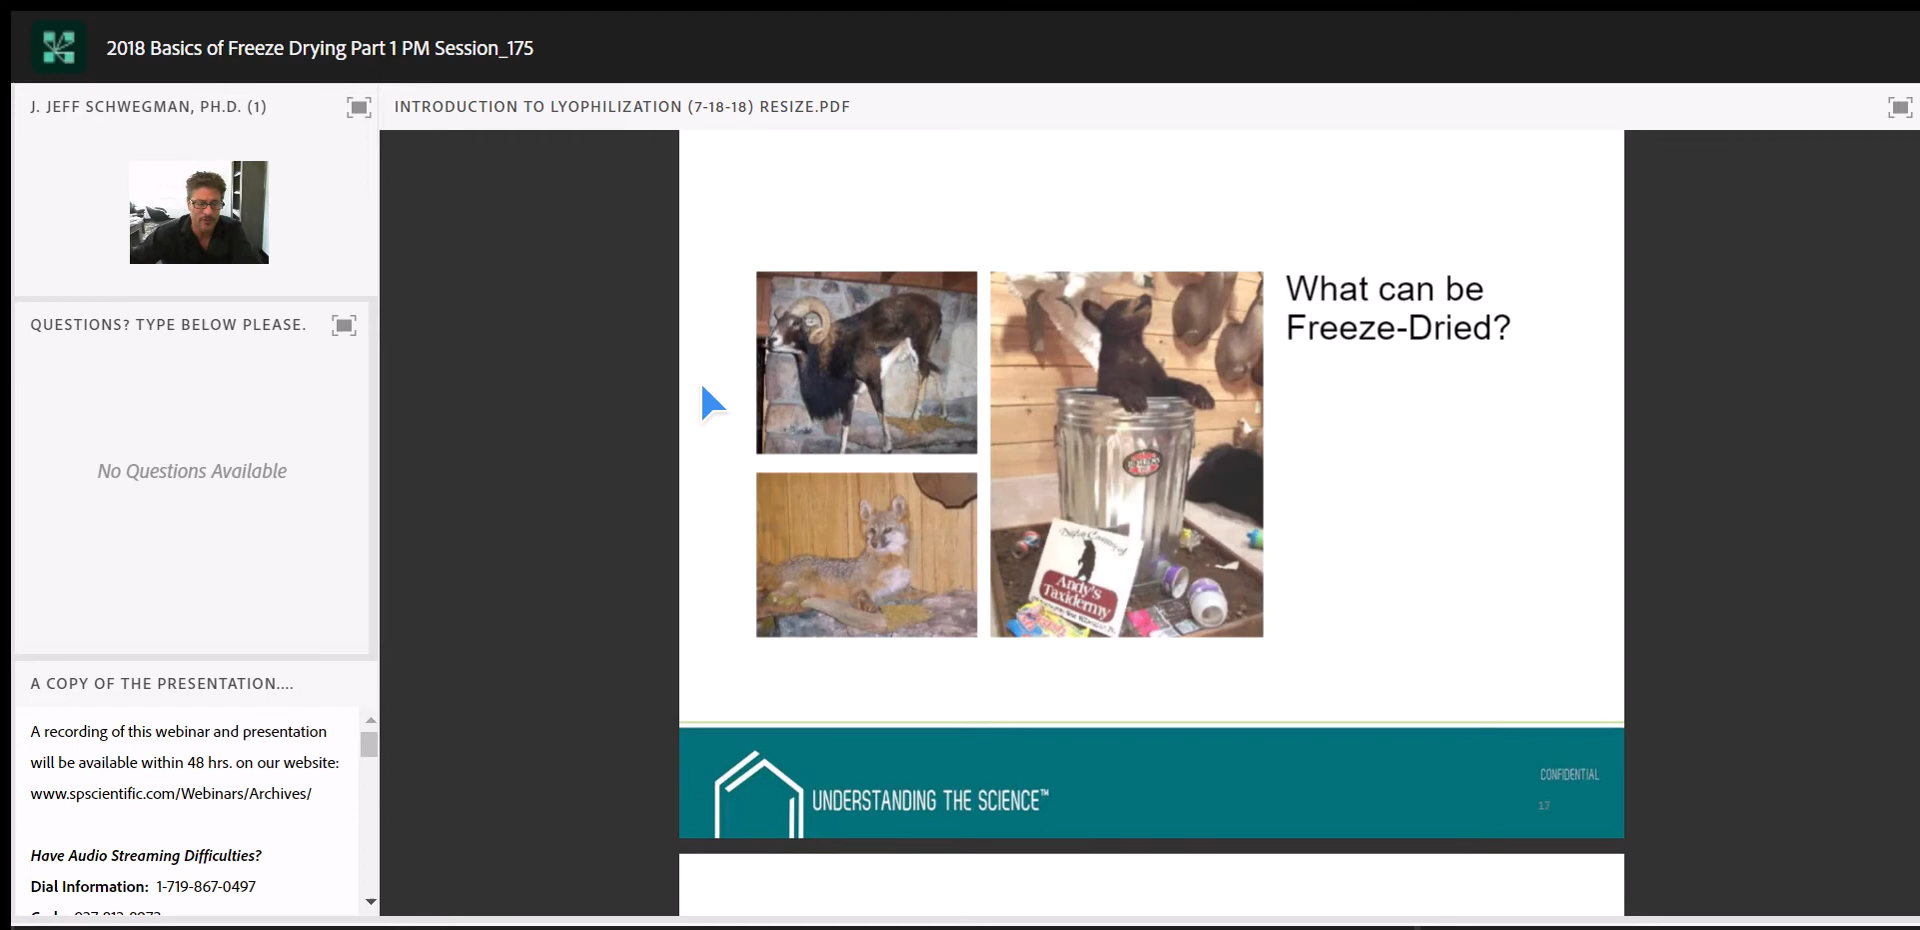 2018 Basics of Freeze Drying Part 1 PM Session_175
J. JEFF SCHWEGMAN, PH.D. (1)
INTRODUCTION TO LYOPHILIZATION (7-18-18) RESIZE.PDF
QUESTIONS? TYPE BELOW PLEASE.
No Questions Available
A COPY OF THE PRESENTATION....
A recording of this webinar and presentation
will be available within 48 hrs. on our website:
www.spscientific.com/Webinars/Archives/
Have Audio Streaming Difficulties?
Dial Information: 1-719-867-0497
What can be
Freeze-Dried?
Andy's
Taxidermy
UNDERSTANDING THE SCIENCE™
CONFIDENTIAL
17